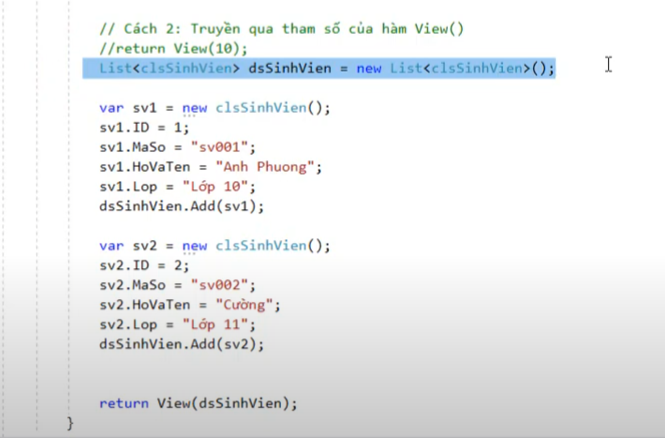 // Cách 2: Truyền qua tham số của hàm View()
//return View(10);
List<clsSinhVien> dsSinhVien = new List<clsSinhVien>();
var sv1 = new clsSinhVien();
sv1.ID = 1;
sv1.MaSo = "sv001";
sv1.HoVaTen = "Anh Phuong";
sv1.Lop = "Lớp 10";
dsSinhVien.Add(sv1);
var sv2 = new clsSinhVien();
sv2.ID = 2;
sv2.MaSo = "sv002";
sv2.HoVaTen = "Cường";
sv2.Lop = "Lớp 11";
dsSinhVien.Add(sv2);
return View(dsSinhVien);
}